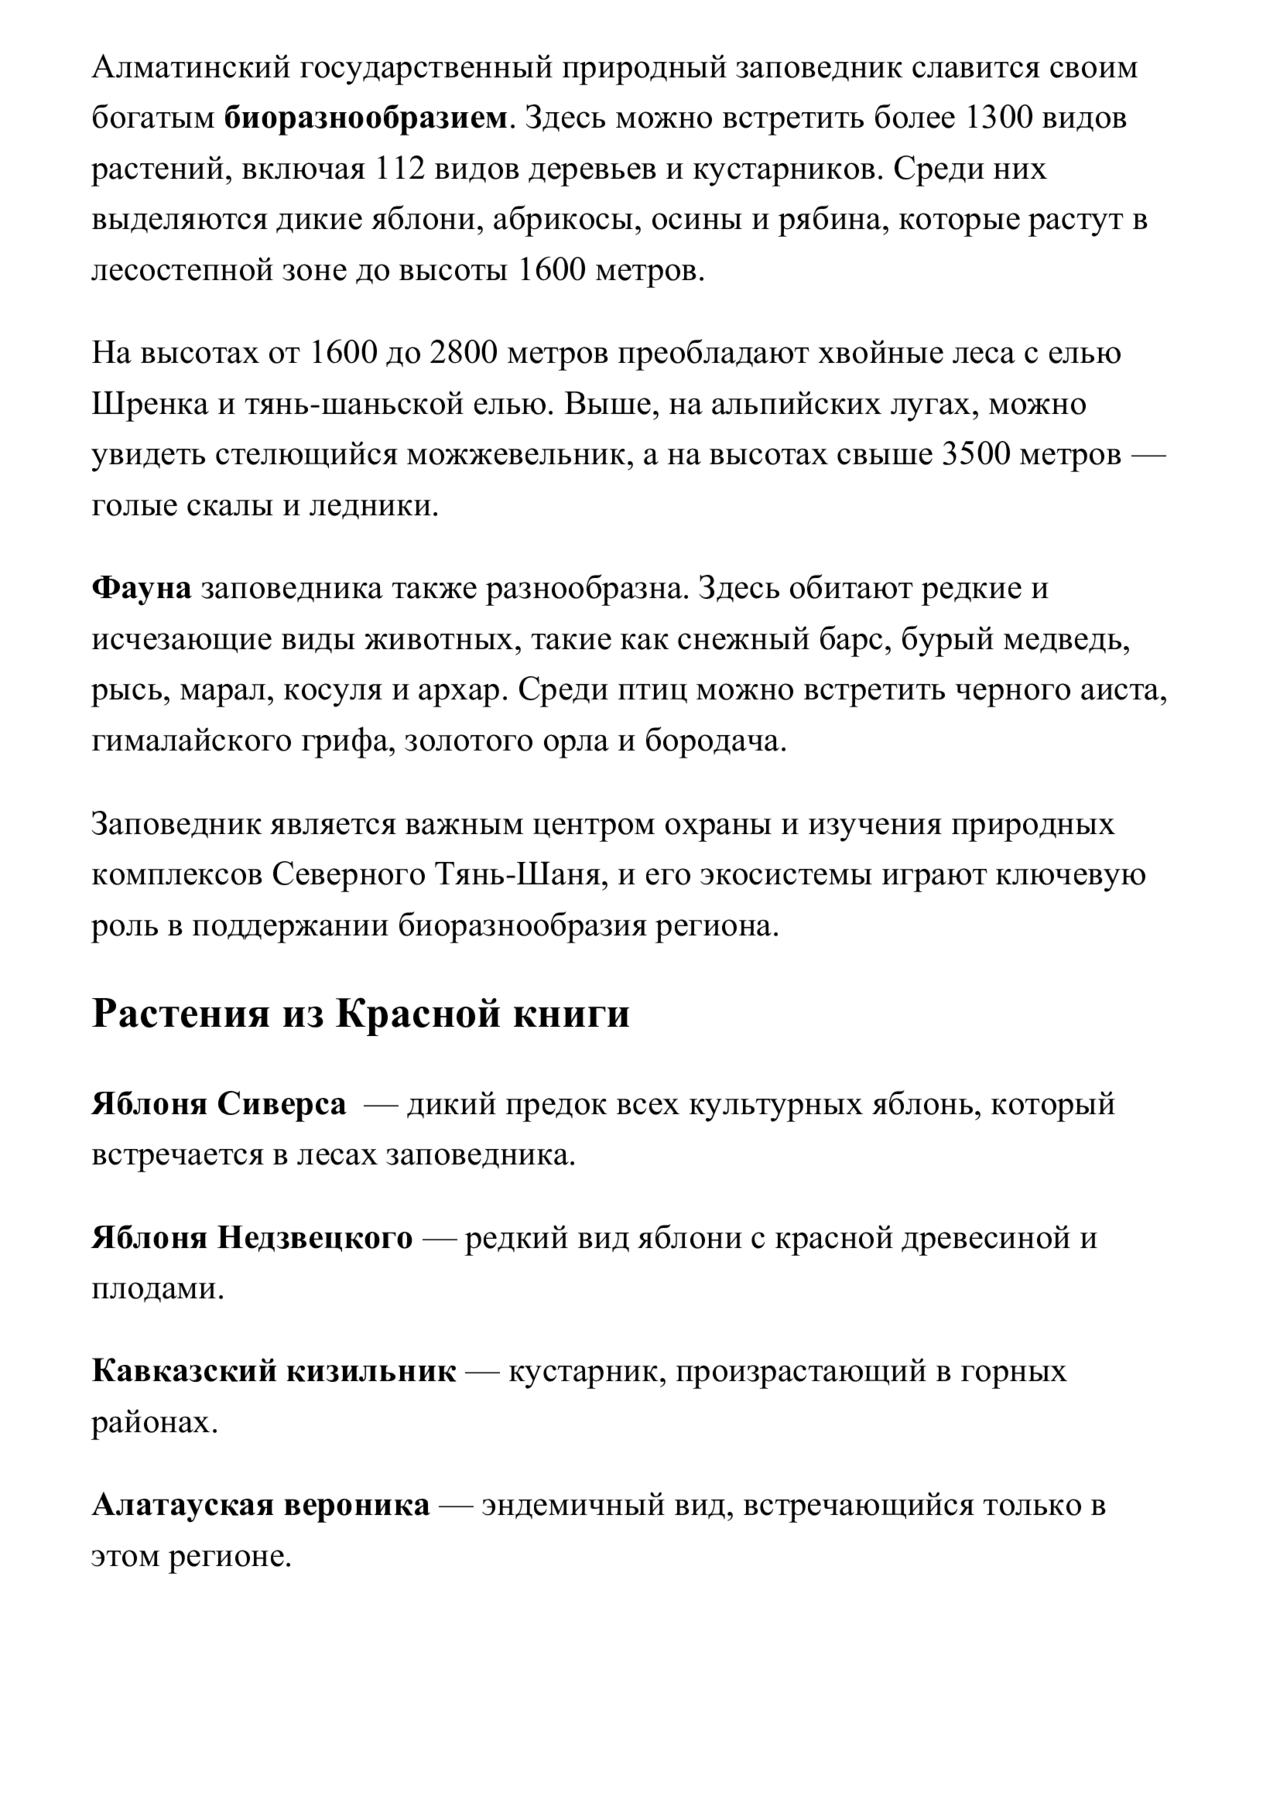 Алматинский государственный природный заповедник славится своим
богатым биоразнообразием. Здесь можно встретить более 1300 видов
растений, включая 112 видов деревьев и кустарников. Среди них
выделяются дикие яблони, абрикосы, осины и рябина, которые растут в
лесостепной зоне до высоты 1600 метров.
На высотах от 1600 до 2800 метров преобладают хвойные леса с елью
Шренка и тянь-шаньской елью. Выше, на альпийских лугах, можно
увидеть стелющийся можжевельник, а на высотах свыше 3500 метров —
голые скалы и ледники.
Фауна заповедника также разнообразна. Здесь обитают редкие и
исчезающие виды животных, такие как снежный барс, бурый медведь,
рысь, марал, косуля и архар. Среди птиц можно встретить черного аиста,
гималайского грифа, золотого орла и бородача.
Заповедник является важным центром охраны и изучения природных
комплексов Северного Тянь-Шаня, и его экосистемы играют ключевую
роль в поддержании биоразнообразия региона.
Растения из Красной книги
Яблоня Сиверса — дикий предок всех культурных яблонь, который
встречается в лесах заповедника.
Яблоня Недзвецкого — редкий вид яблони с красной древесиной и
плодами.
Кавказский кизильник — кустарник, произрастающий в горных
районах.
Алатауская вероника — эндемичный вид, встречающийся только в
этом регионе.